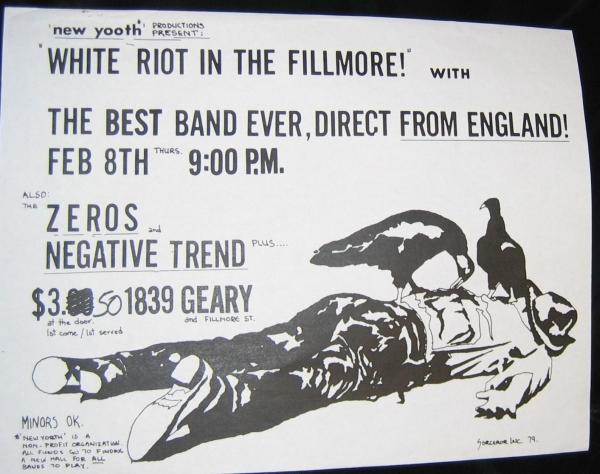 'new yooth' PRODUCTIONS PRESENT:
"WHITE RIOT IN THE FILLMORE!" WITH
THE BEST BAND EVER, DIRECT FROM ENGLAND!
FEB 8TH THURS. 9:00 P.M.
ALSO:
THE ZEROS and
NEGATIVE TREND PLUS....
$3.50 1839 GEARY
at the door. and FILLMORE ST.
1st come / 1st served
MINORS OK.
* 'NEW YOOTH' IS A
NON-PROFIT ORGANIZATION.
ALL FUNDS GO TO FINDING
A NEW HALL FOR ALL
BANDS TO PLAY.
INC. 79.